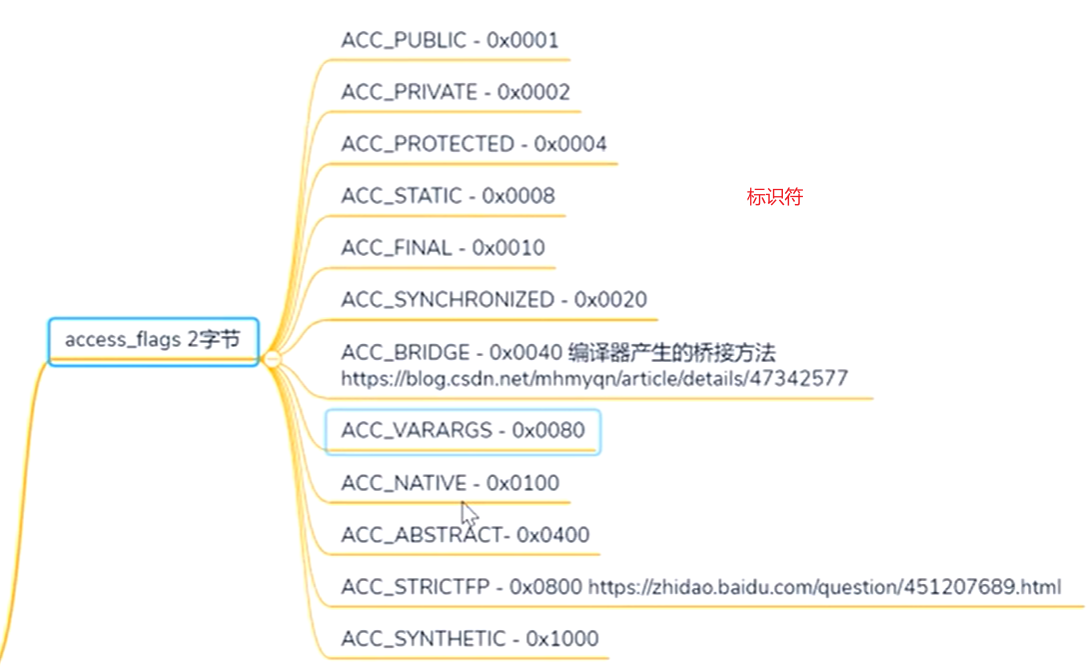 ACC_PUBLIC - 0x0001
ACC_PRIVATE - 0x0002
ACC_PROTECTED - 0x0004
ACC_STATIC - 0x0008
标识符
ACC_FINAL - 0x0010
ACC_SYNCHRONIZED - 0x0020
access_flags 2字节
ACC_BRIDGE - 0x0040 编译器产生的桥接方法
https://blog.csdn.net/mhmyqn/article/details/47342577
ACC_VARARGS - 0x0080
ACC_NATIVE - 0x0100
ACC_ABSTRACT- 0x0400
ACC_STRICTFP - 0x0800 https://zhidao.baidu.com/question/451207689.html
ACC_SYNTHETIC - 0x1000